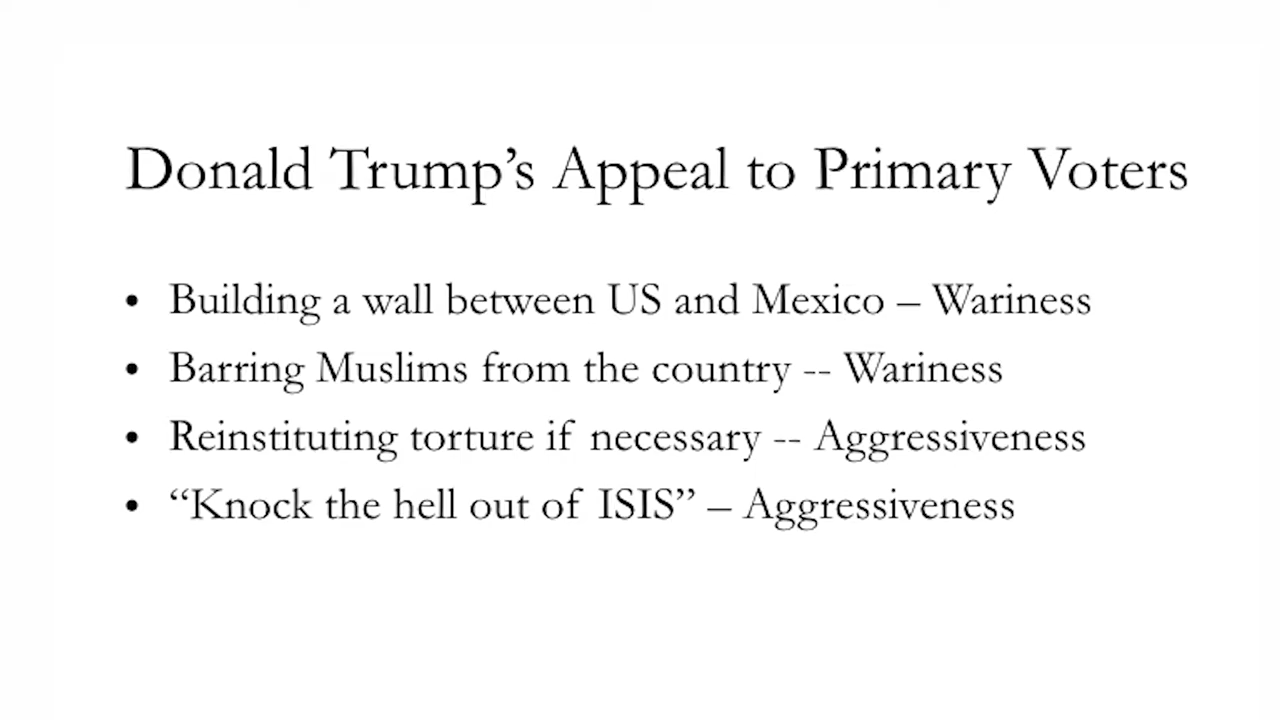 Donald Trump’s Appeal to Primary Voters
• Building a wall between US and Mexico – Wariness
• Barring Muslims from the country -- Wariness
• Reinstituting torture if necessary -- Aggressiveness
• “Knock the hell out of ISIS” – Aggressiveness